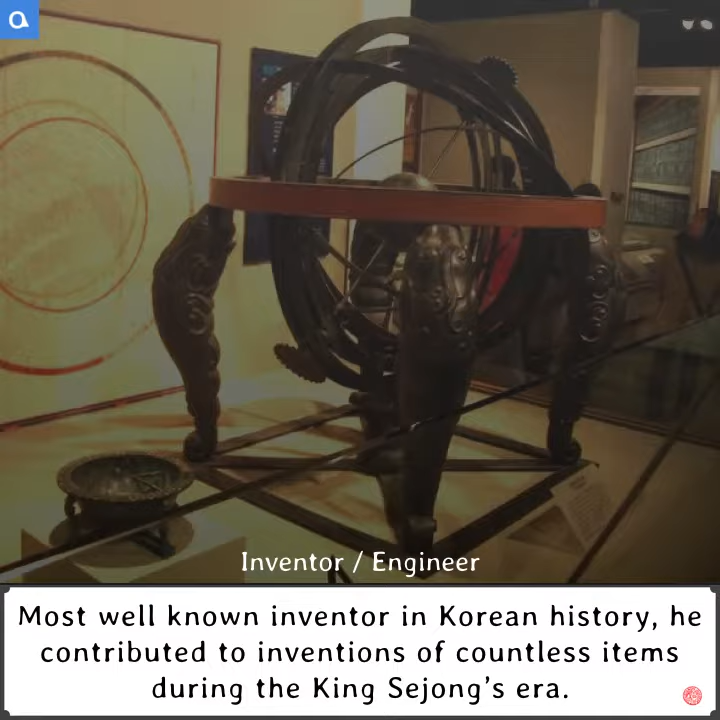 Inventor / Engineer
Most well known inventor in Korean history, he
contributed to inventions of countless items
during the King Sejong's era.